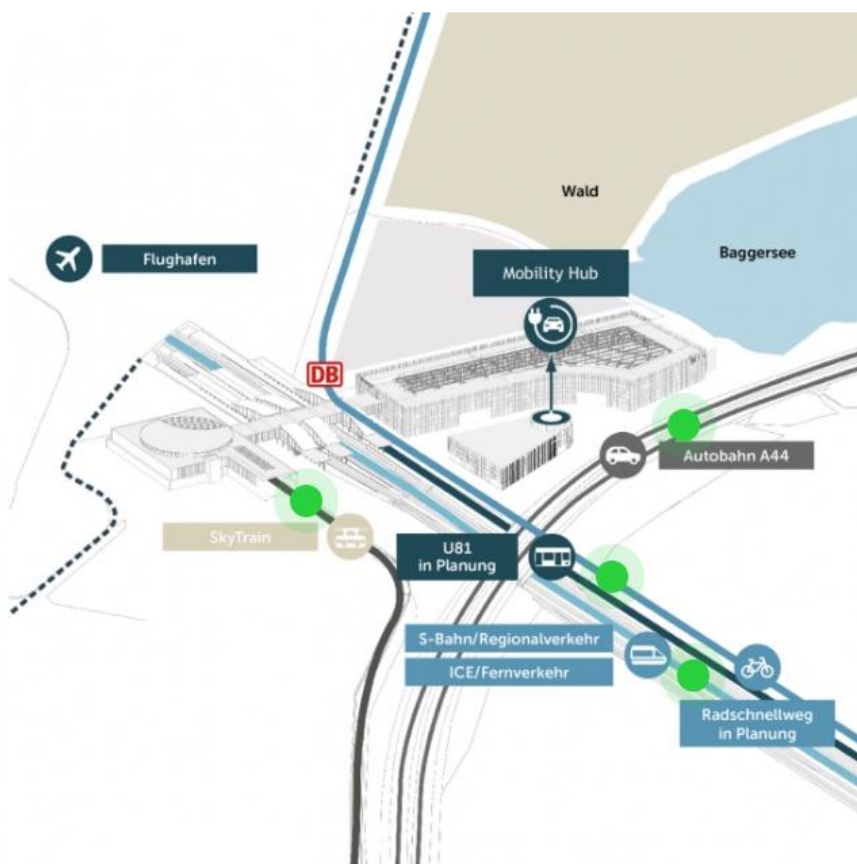 Wald
Baggersee
Flughafen
Mobility Hub
DB
Autobahn A44
SkyTrain
U81
in Planung
S-Bahn/Regionalverkehr
ICE/Fernverkehr
Radschnellweg
in Planung